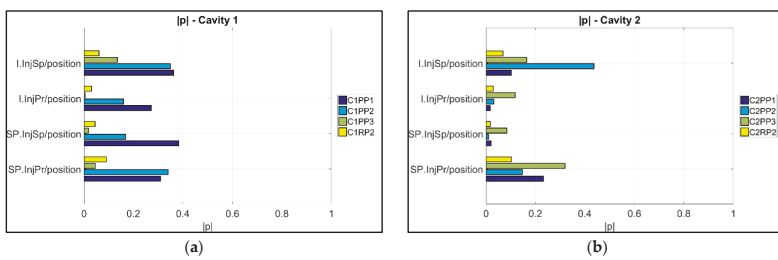 |p| - Cavity 1
I.InjSp/position
I.InjPr/position
SP.InjSp/position
SP.InjPr/position
0 0.2 0.4 0.6 0.8 1
|p|
C1PP1
C1PP2
C1PP3
C1RP2
(a)
|p| - Cavity 2
I.InjSp/position
I.InjPr/position
SP.InjSp/position
SP.InjPr/position
0 0.2 0.4 0.6 0.8 1
|p|
C2PP1
C2PP2
C2PP3
C2RP2
(b)